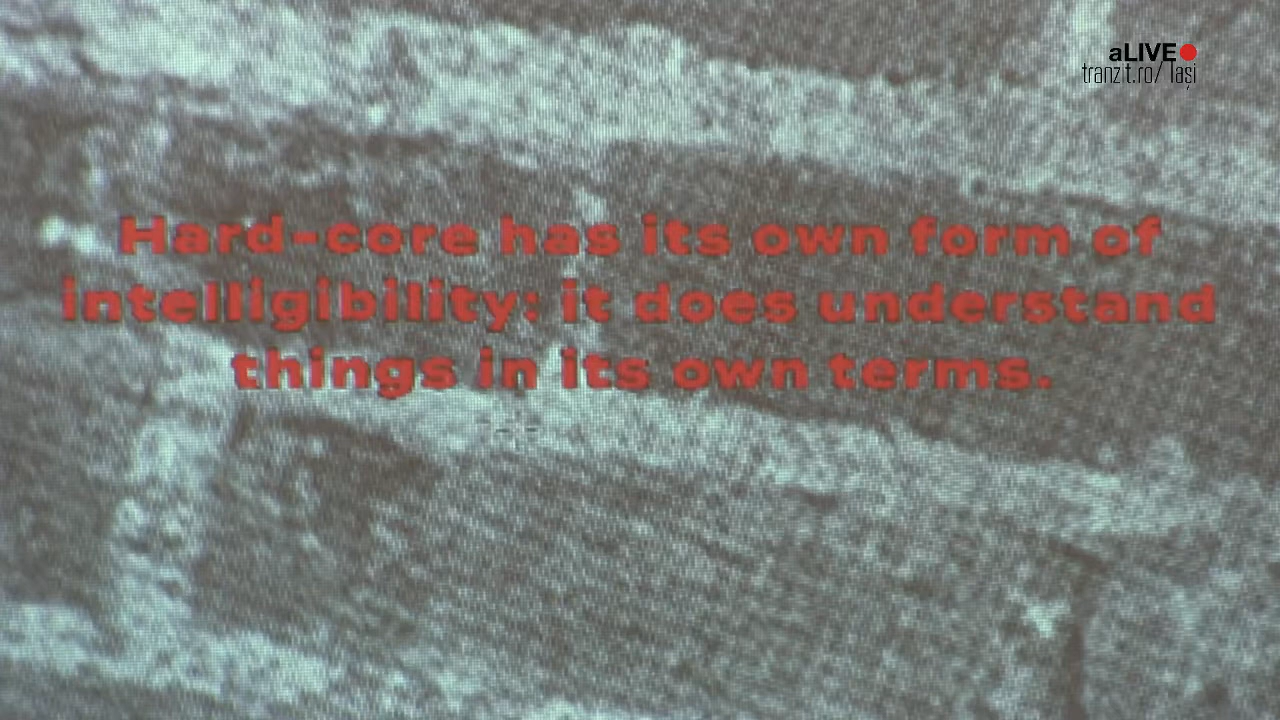 aLIVE
tranzit.ro/ Iași
Hard-core has its own form of
intelligibility: it does understand
things in its own terms.